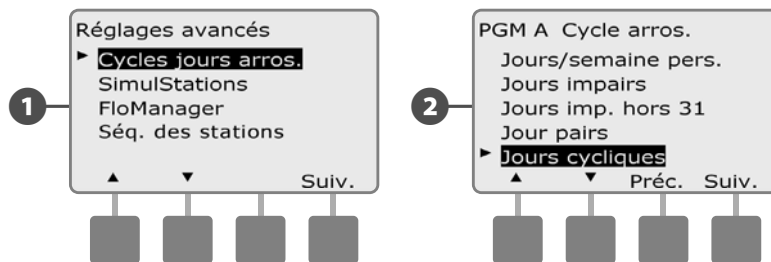 Réglages avancés
► Cycles jours arros.
SimulStations
FloManager
Séq. des stations
▲ ▼ Suiv.
1
PGM A Cycle arros.
Jours/semaine pers.
Jours impairs
Jours imp. hors 31
Jour pairs
► Jours cycliques
▲ ▼ Préc. Suiv.
2